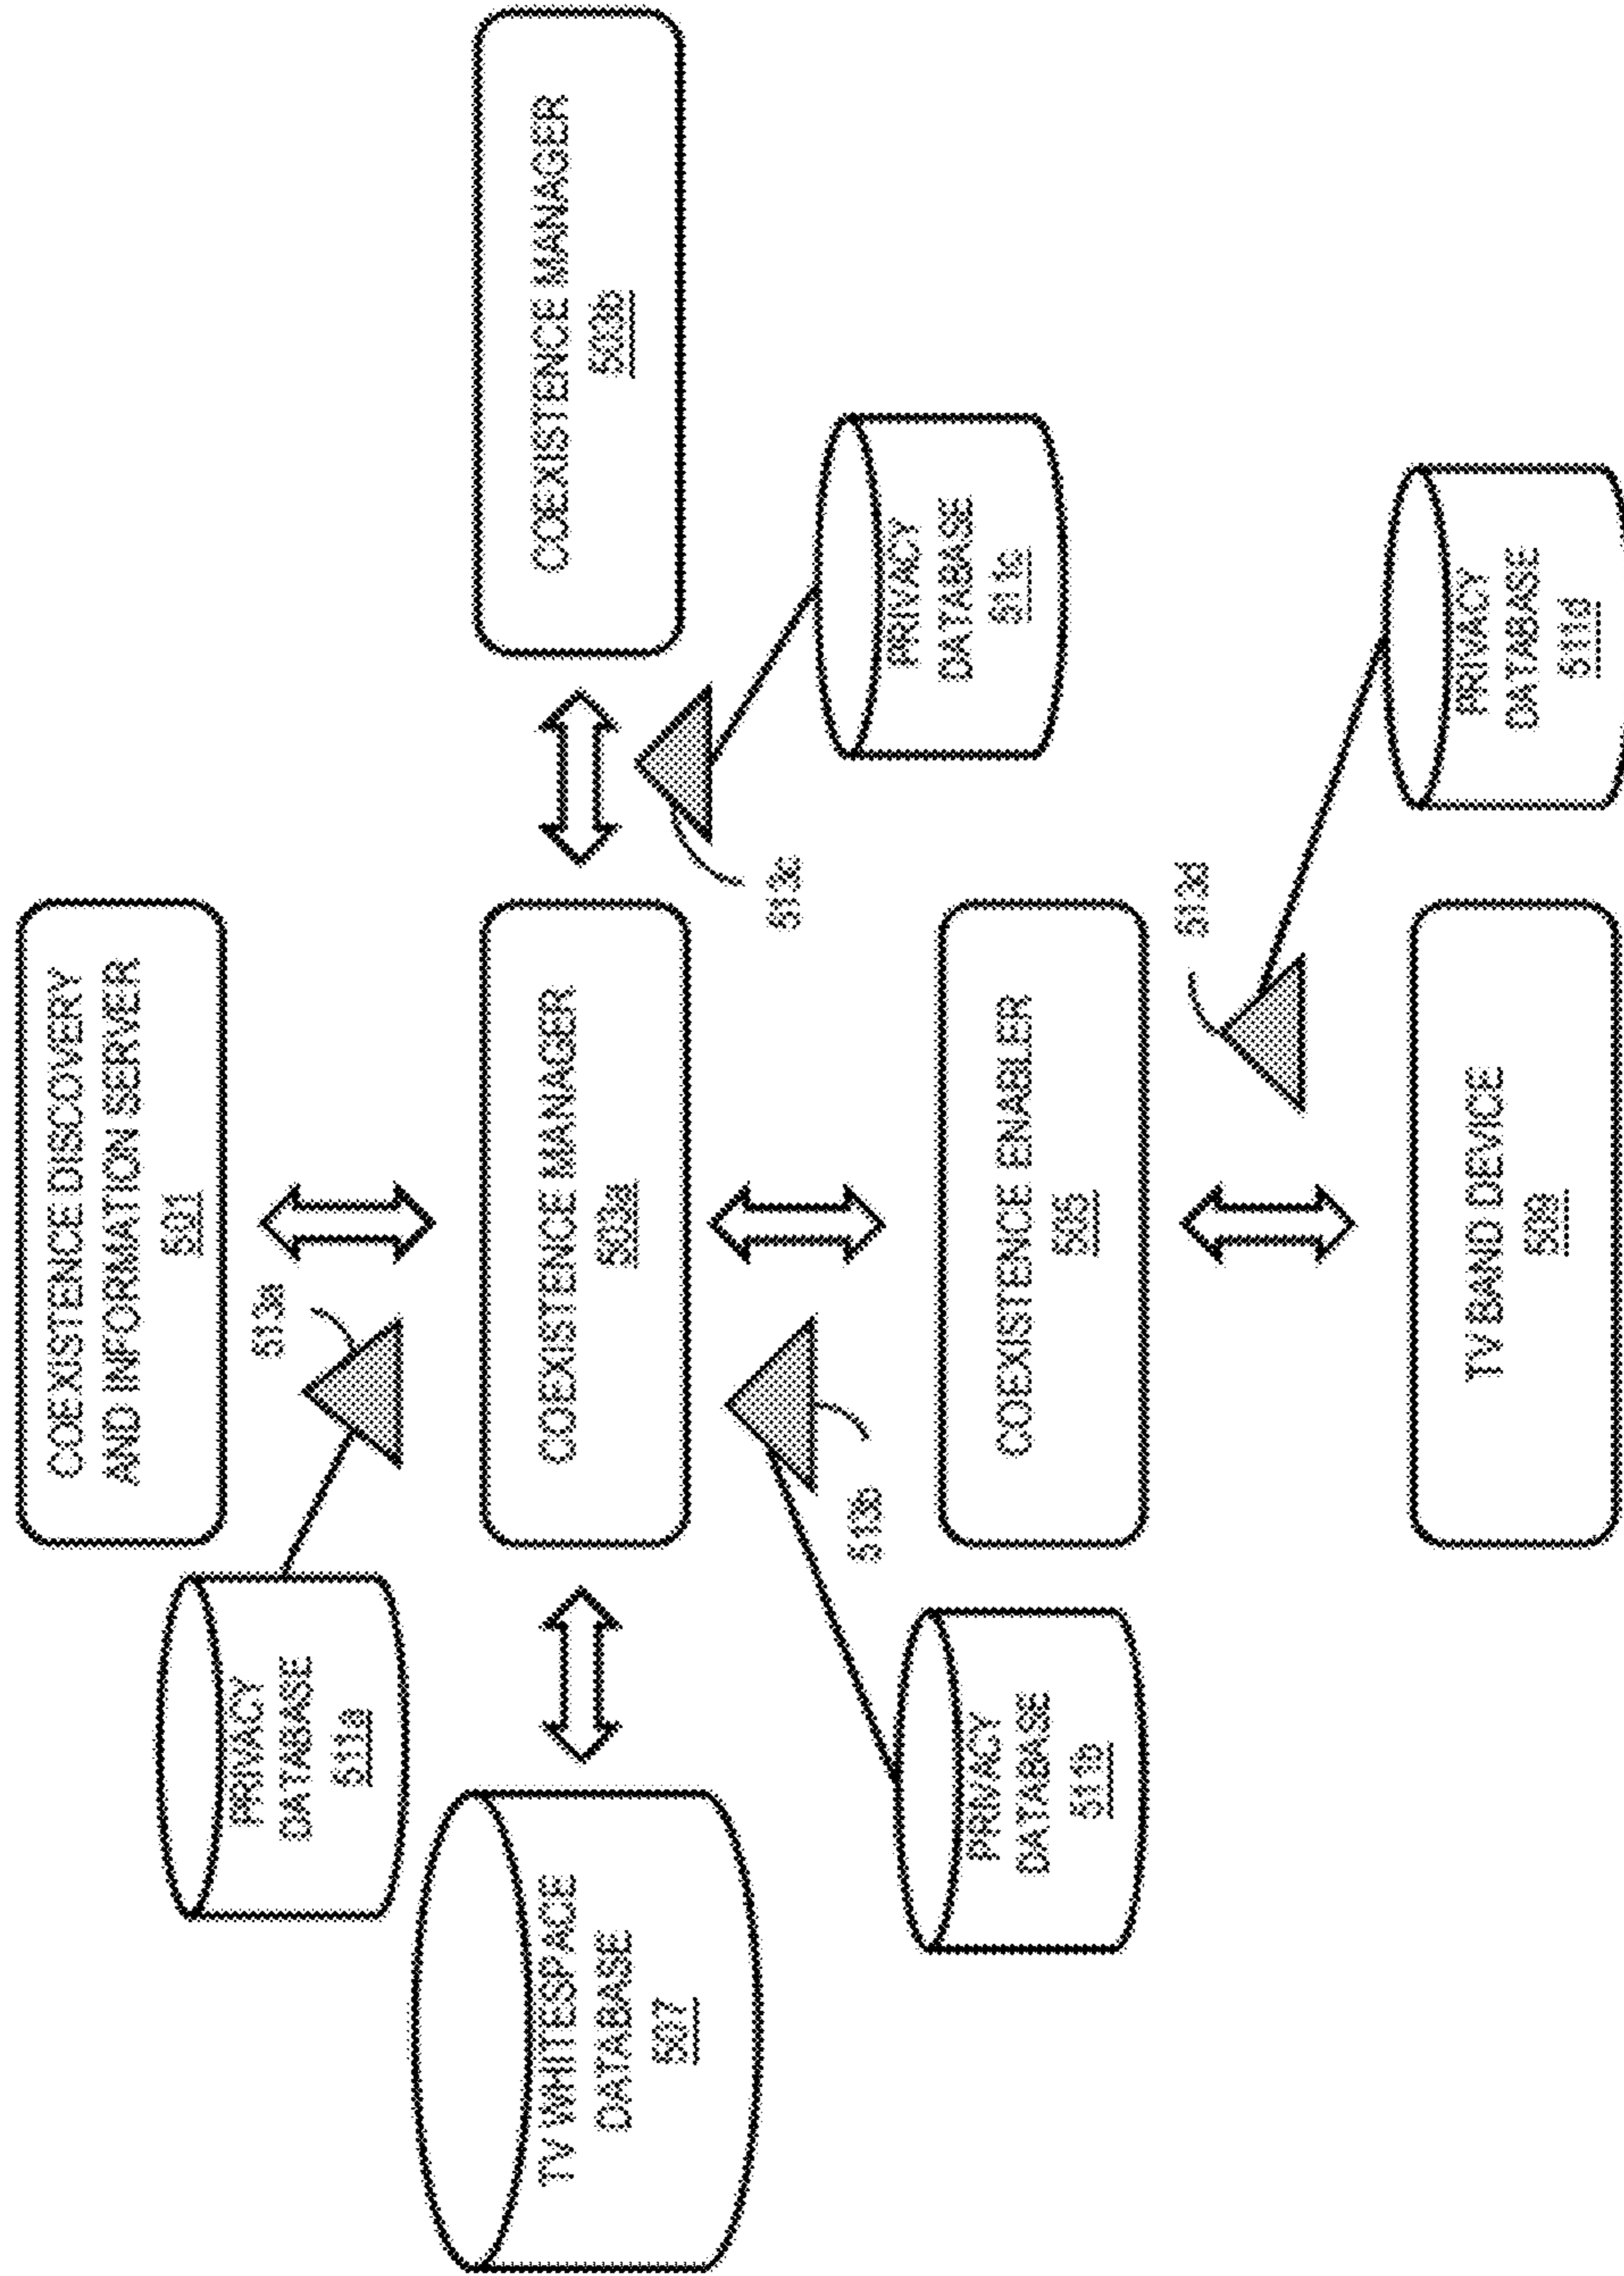 COEXISTENCE DISCOVERY
AND INFORMATION SERVER
501
PRIVACY
DATABASE
511a
513a
TV WHITESPACE
DATABASE
507
COEXISTENCE MANAGER
503a
COEXISTENCE MANAGER
503b
513c
PRIVACY
DATABASE
511c
513b
PRIVACY
DATABASE
511b
COEXISTENCE ENABLER
505
513d
PRIVACY
DATABASE
511d
TV BAND DEVICE
509